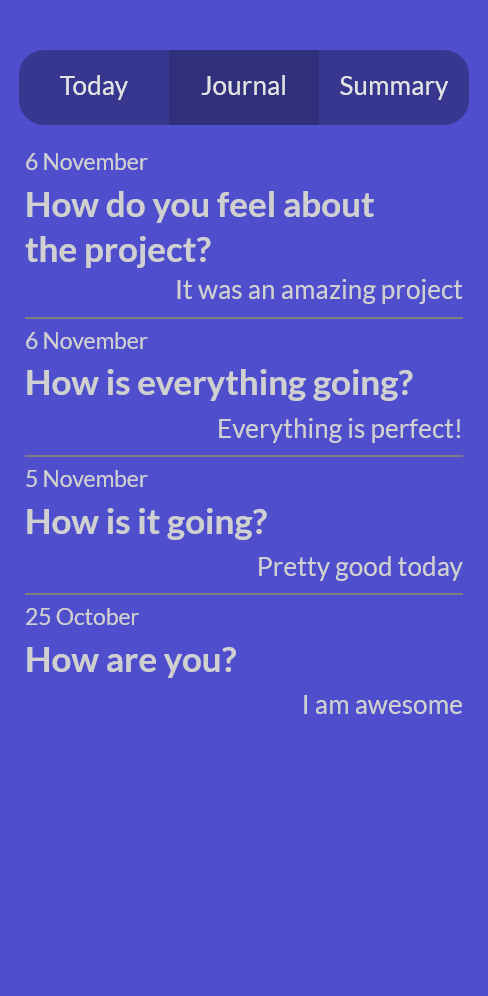 Today Journal Summary
6 November
How do you feel about
the project?
It was an amazing project
6 November
How is everything going?
Everything is perfect!
5 November
How is it going?
Pretty good today
25 October
How are you?
I am awesome